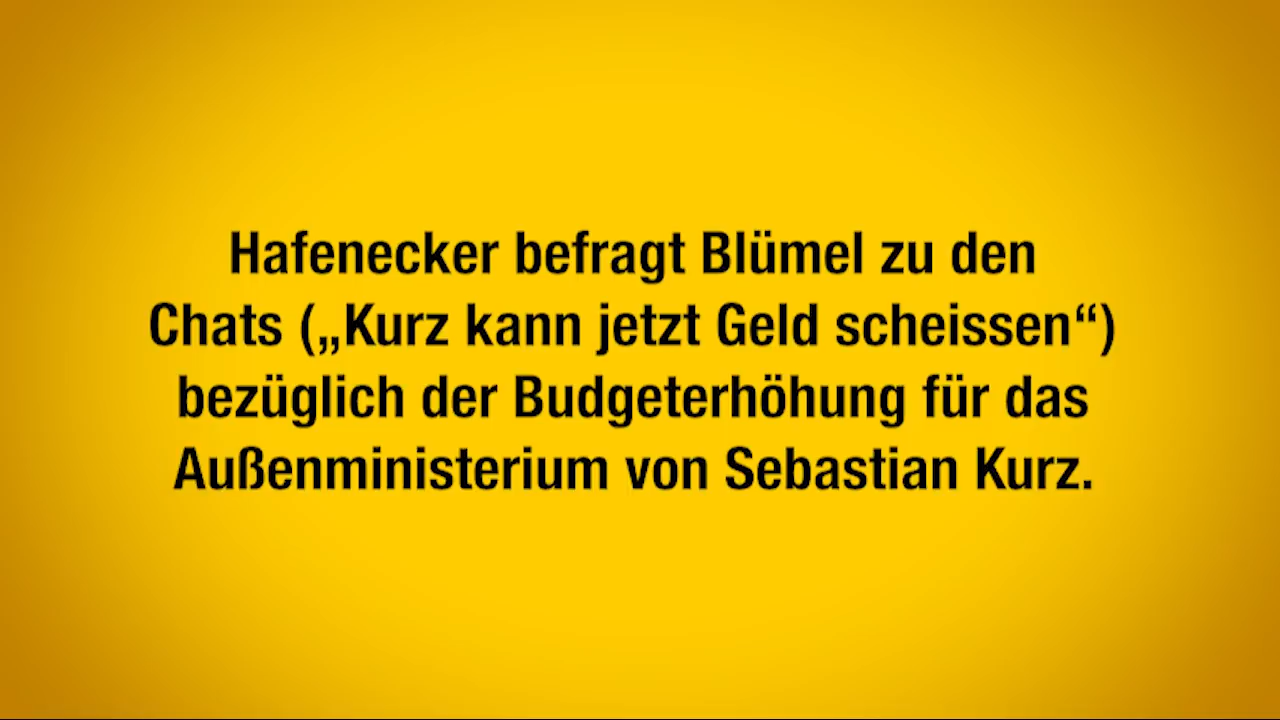 Hafenecker befragt Blümel zu den
Chats („Kurz kann jetzt Geld scheissen“)
bezüglich der Budgeterhöhung für das
Außenministerium von Sebastian Kurz.